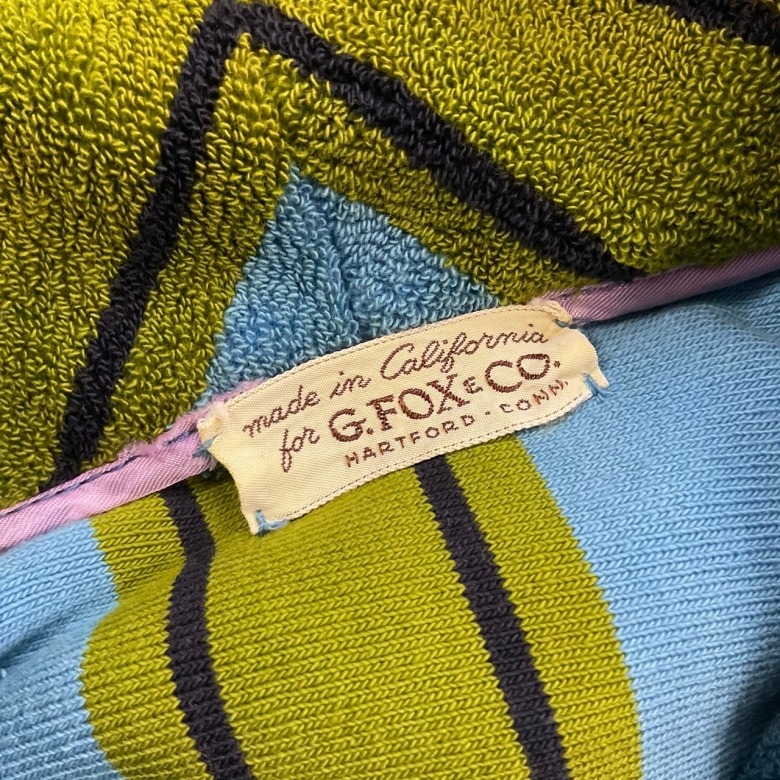 made in California
for G. FOX & CO.
HARTFORD · CONN.